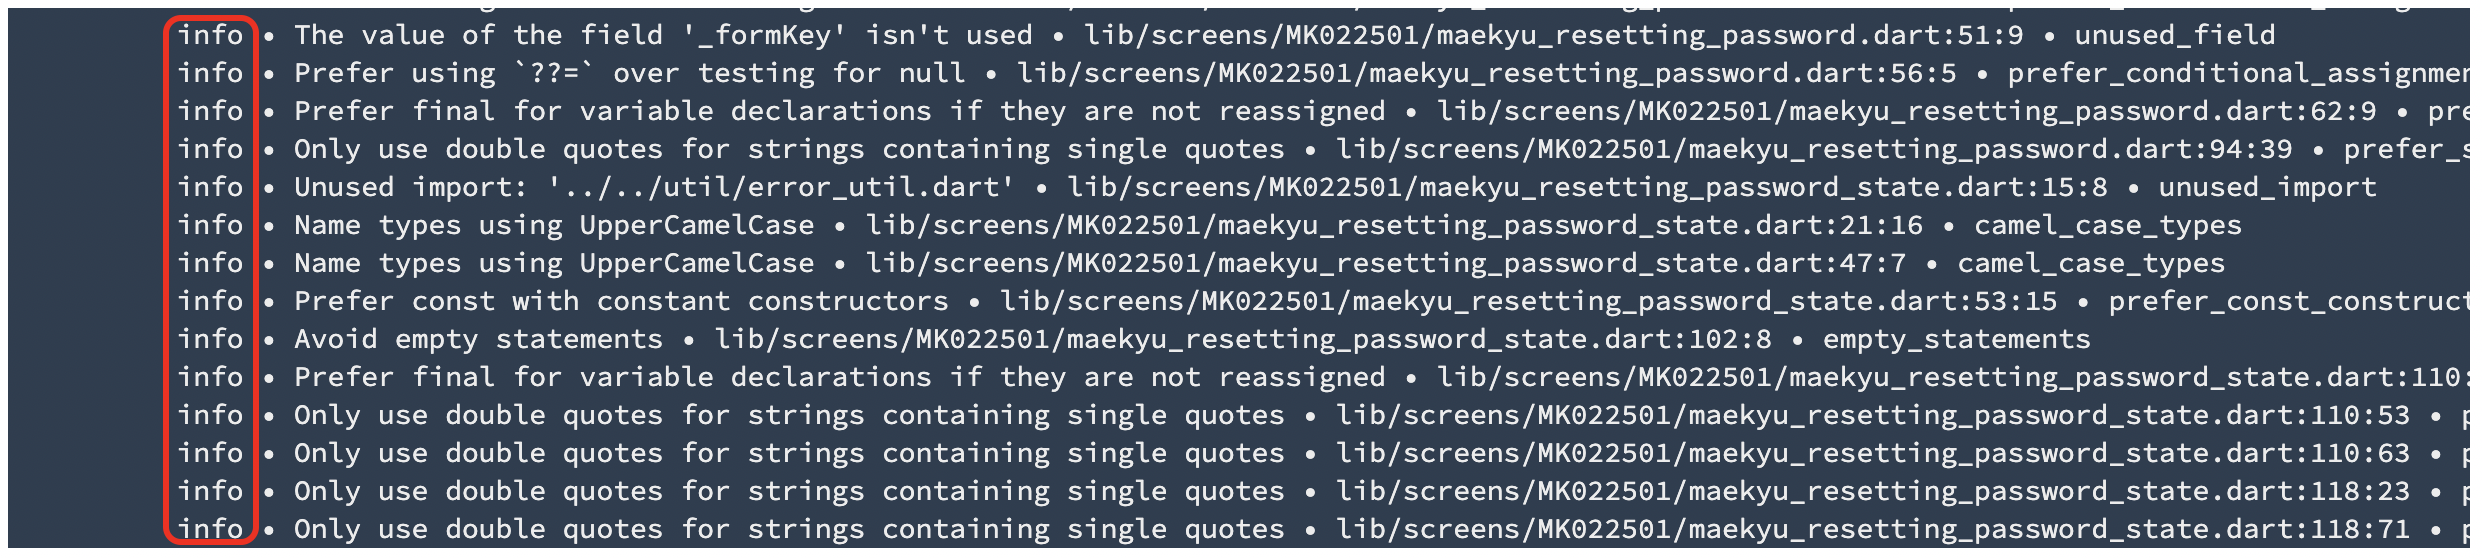 info • The value of the field '_formKey' isn't used • lib/screens/MK022501/maekyu_resetting_password.dart:51:9 • unused_field
info • Prefer using `??=` over testing for null • lib/screens/MK022501/maekyu_resetting_password.dart:56:5 • prefer_conditional_assignmen
info • Prefer final for variable declarations if they are not reassigned • lib/screens/MK022501/maekyu_resetting_password.dart:62:9 • pre
info • Only use double quotes for strings containing single quotes • lib/screens/MK022501/maekyu_resetting_password.dart:94:39 • prefer_s
info • Unused import: '../../util/error_util.dart' • lib/screens/MK022501/maekyu_resetting_password_state.dart:15:8 • unused_import
info • Name types using UpperCamelCase • lib/screens/MK022501/maekyu_resetting_password_state.dart:21:16 • camel_case_types
info • Name types using UpperCamelCase • lib/screens/MK022501/maekyu_resetting_password_state.dart:47:7 • camel_case_types
info • Prefer const with constant constructors • lib/screens/MK022501/maekyu_resetting_password_state.dart:53:15 • prefer_const_construct
info • Avoid empty statements • lib/screens/MK022501/maekyu_resetting_password_state.dart:102:8 • empty_statements
info • Prefer final for variable declarations if they are not reassigned • lib/screens/MK022501/maekyu_resetting_password_state.dart:110:
info • Only use double quotes for strings containing single quotes • lib/screens/MK022501/maekyu_resetting_password_state.dart:110:53 • p
info • Only use double quotes for strings containing single quotes • lib/screens/MK022501/maekyu_resetting_password_state.dart:110:63 • p
info • Only use double quotes for strings containing single quotes • lib/screens/MK022501/maekyu_resetting_password_state.dart:118:23 • p
info • Only use double quotes for strings containing single quotes • lib/screens/MK022501/maekyu_resetting_password_state.dart:118:71 • p